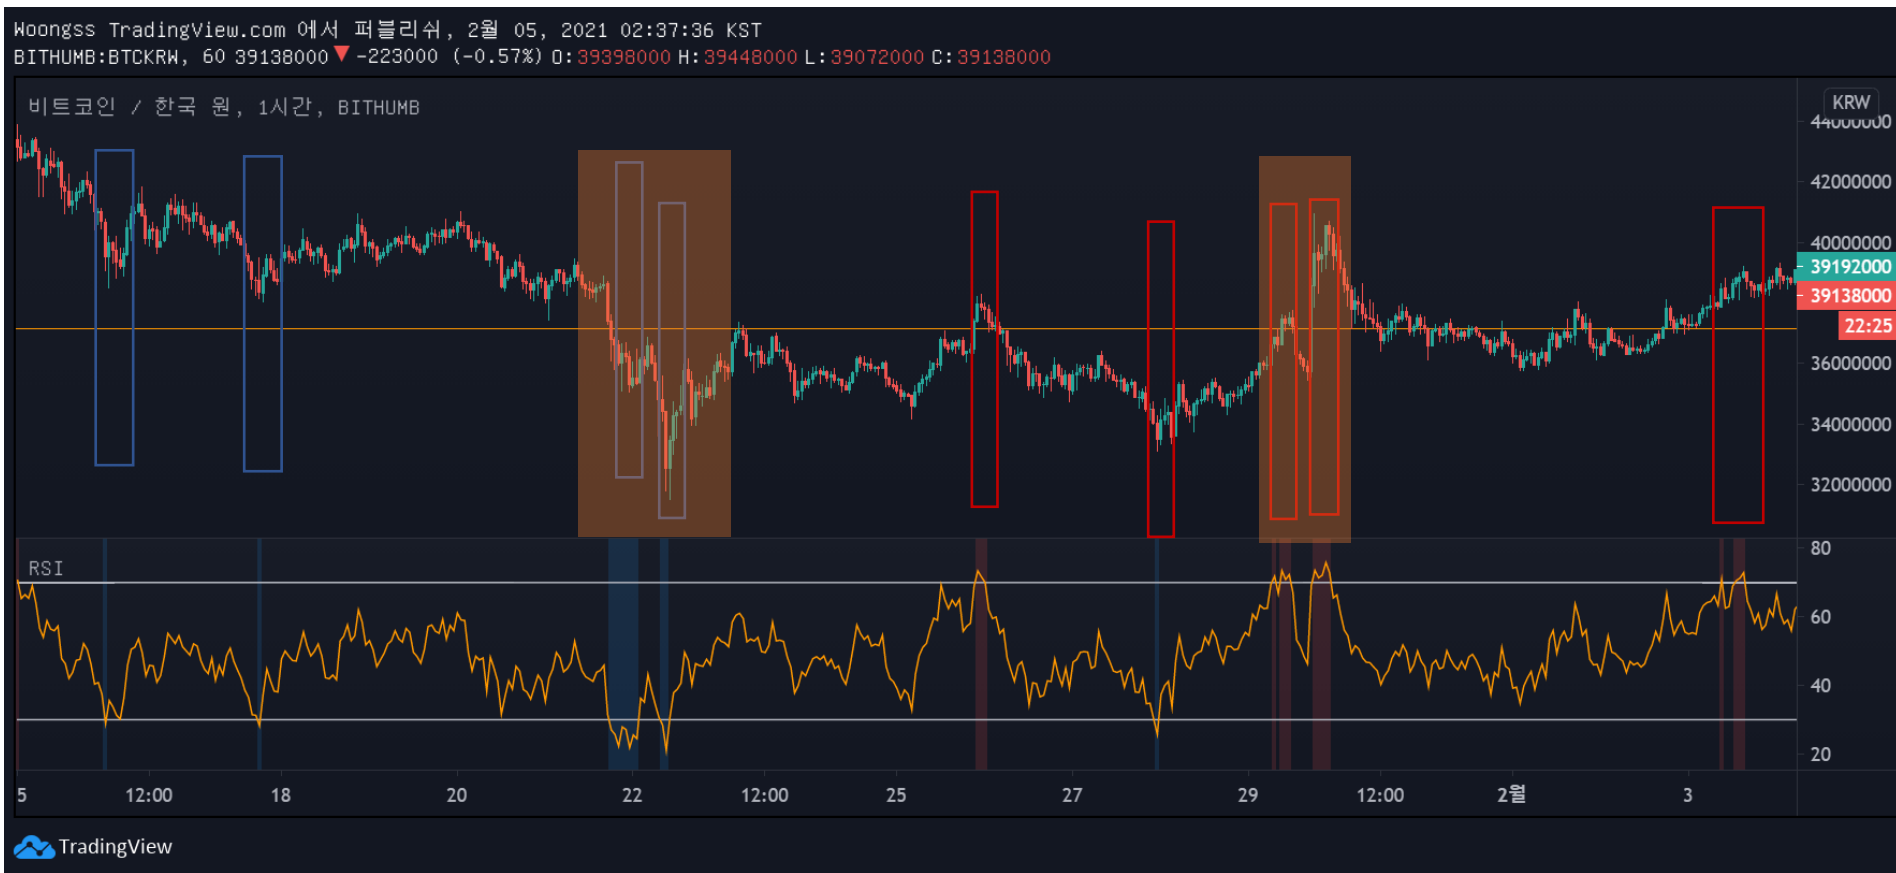 Woongss TradingView.com 에서 퍼블리쉬, 2월 05, 2021 02:37:36 KST
BITHUMB:BTCKRW, 60 39138000 ▼ -223000 (-0.57%) O:39398000 H:39448000 L:39072000 C:39138000
비트코인 / 한국 원, 1시간, BITHUMB
KRW
44000000
42000000
40000000
39192000
39138000
22:25
36000000
34000000
32000000
RSI
80
60
40
20
5 12:00 18 20 22 12:00 25 27 29 12:00 2월 3
TradingView